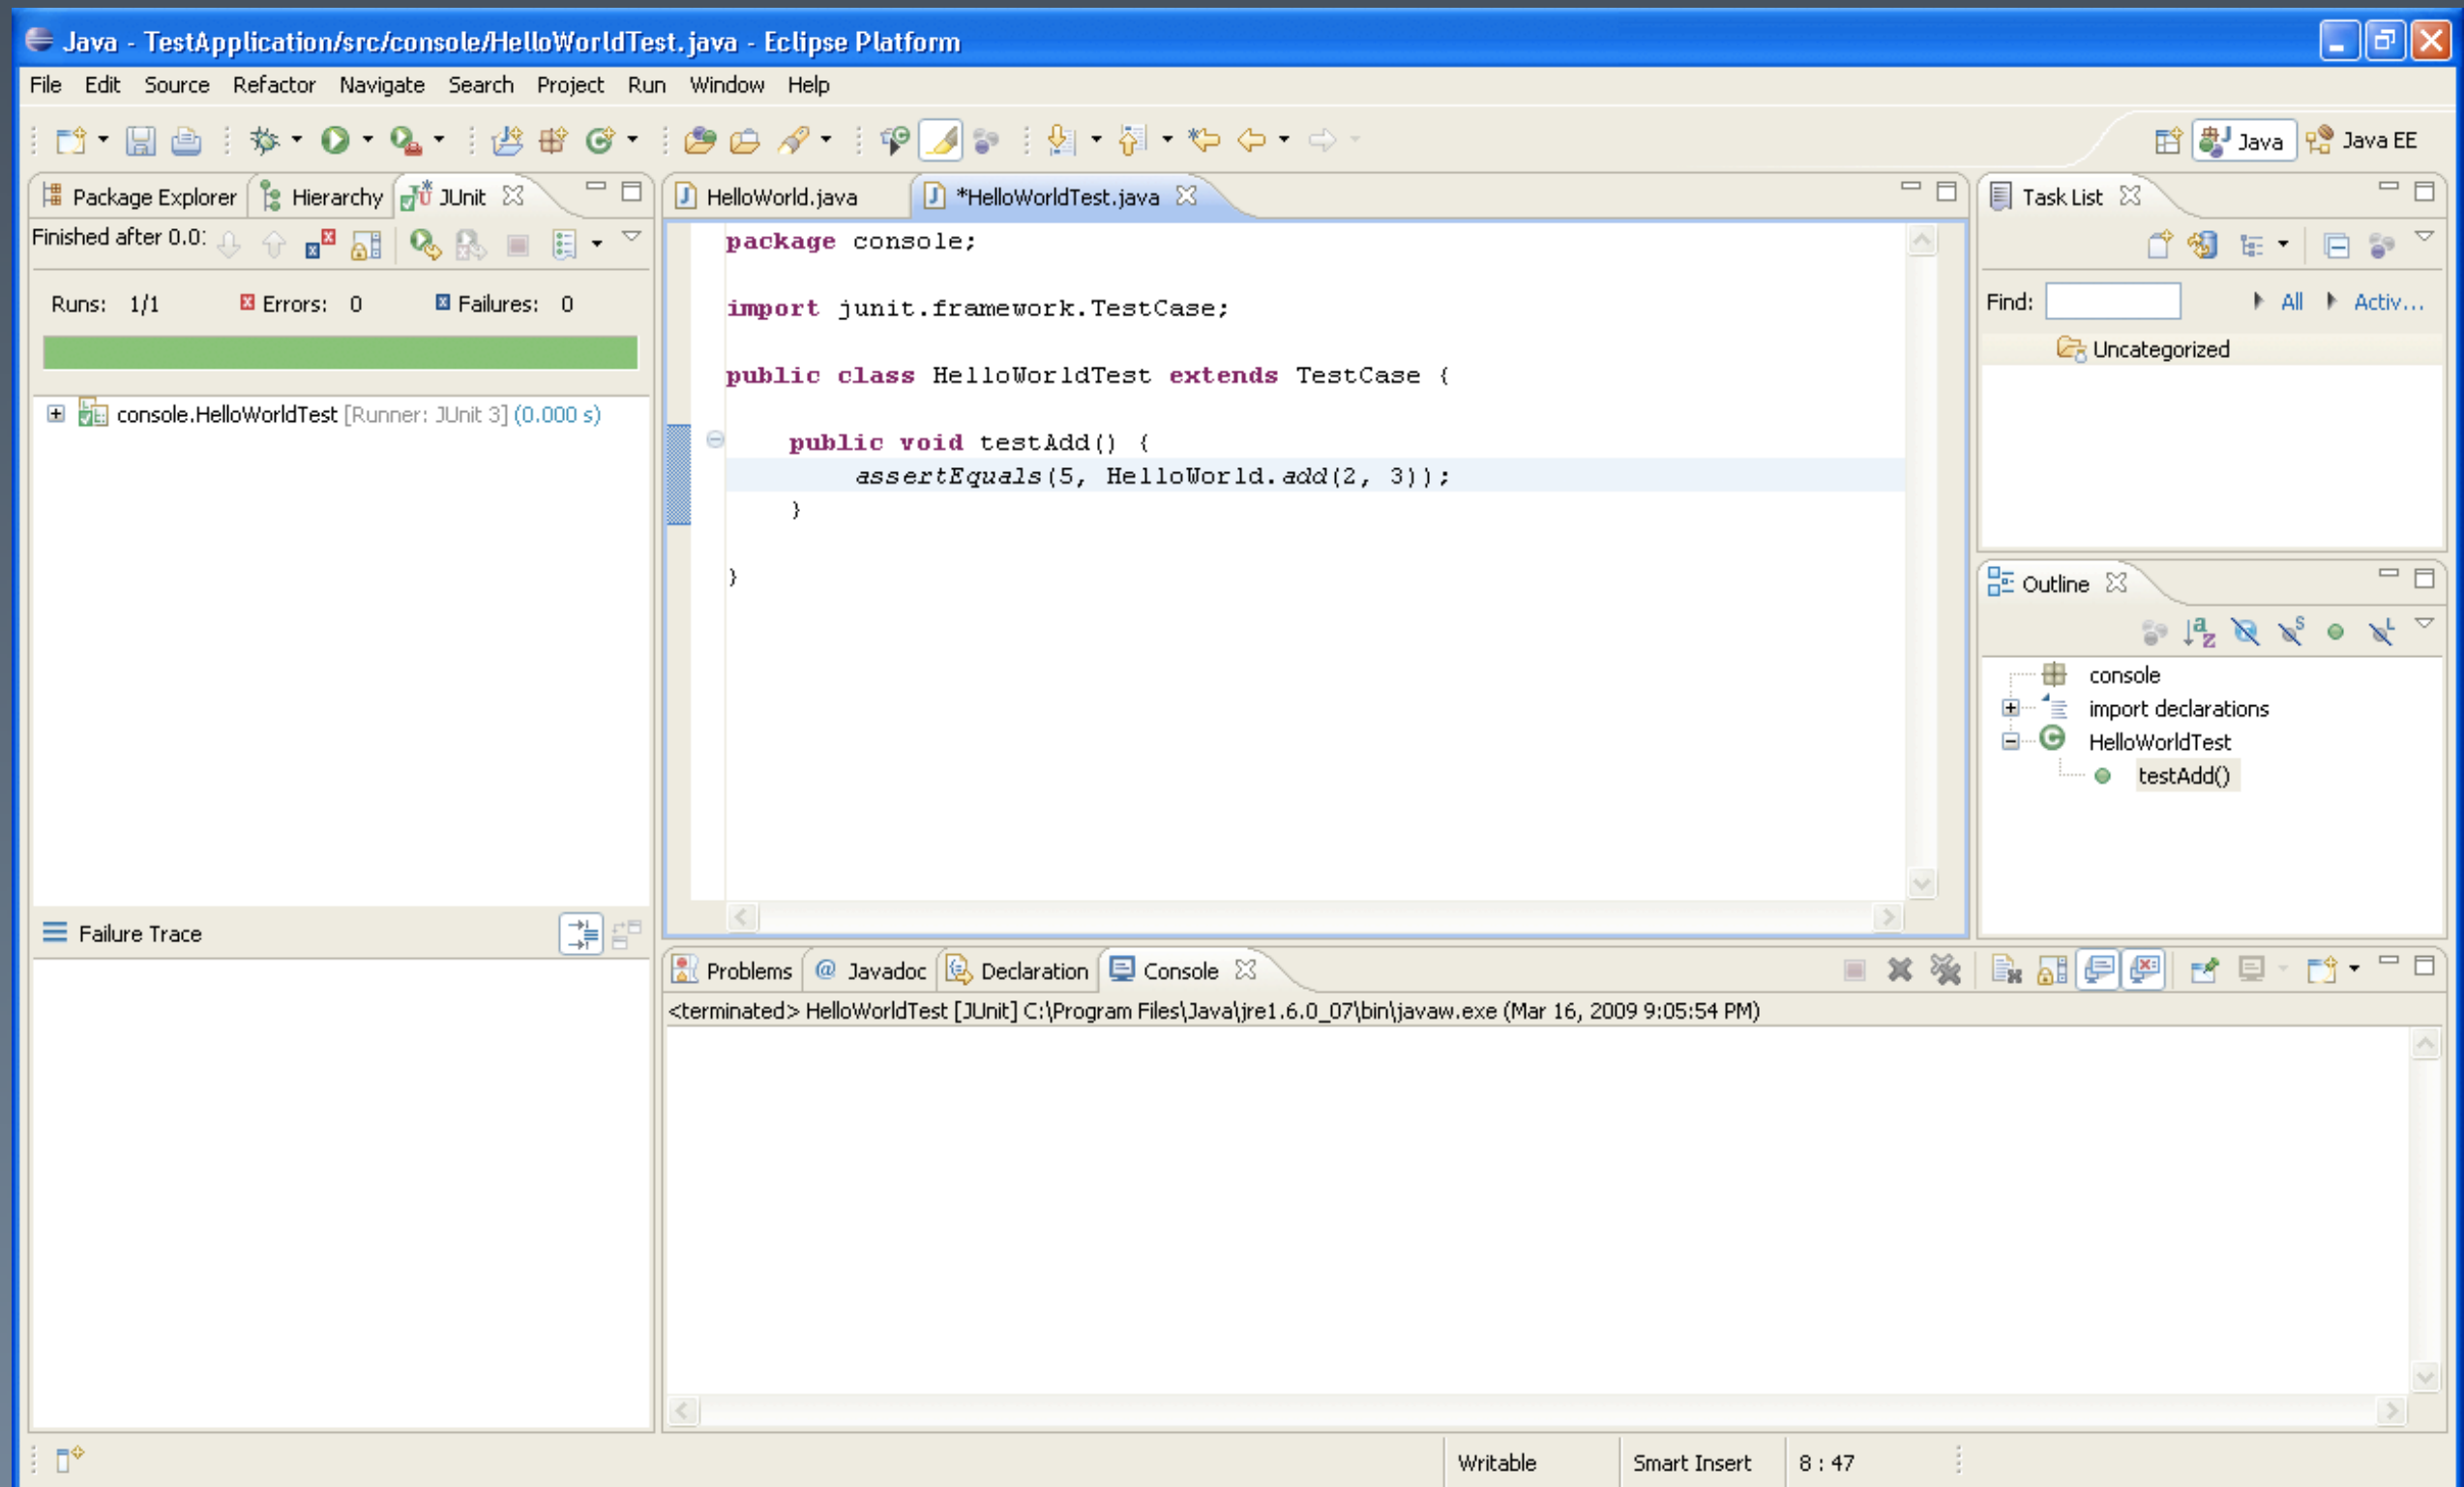 Java - TestApplication/src/console/HelloWorldTest.java - Eclipse Platform
File Edit Source Refactor Navigate Search Project Run Window Help
Java Java EE
Package Explorer Hierarchy JUnit
Finished after 0.0
Runs: 1/1 Errors: 0 Failures: 0
console.HelloWorldTest [Runner: JUnit 3] (0.000 s)
Failure Trace
HelloWorld.java *HelloWorldTest.java
package console;
import junit.framework.TestCase;
public class HelloWorldTest extends TestCase {
public void testAdd() {
assertEquals(5, HelloWorld.add(2, 3));
}
}
Task List
Find: All Activ...
Uncategorized
Outline
console
import declarations
HelloWorldTest
testAdd()
Problems Javadoc Declaration Console
<terminated> HelloWorldTest [JUnit] C:\Program Files\Java\jre1.6.0_07\bin\javaw.exe (Mar 16, 2009 9:05:54 PM)
Writable Smart Insert 8 : 47